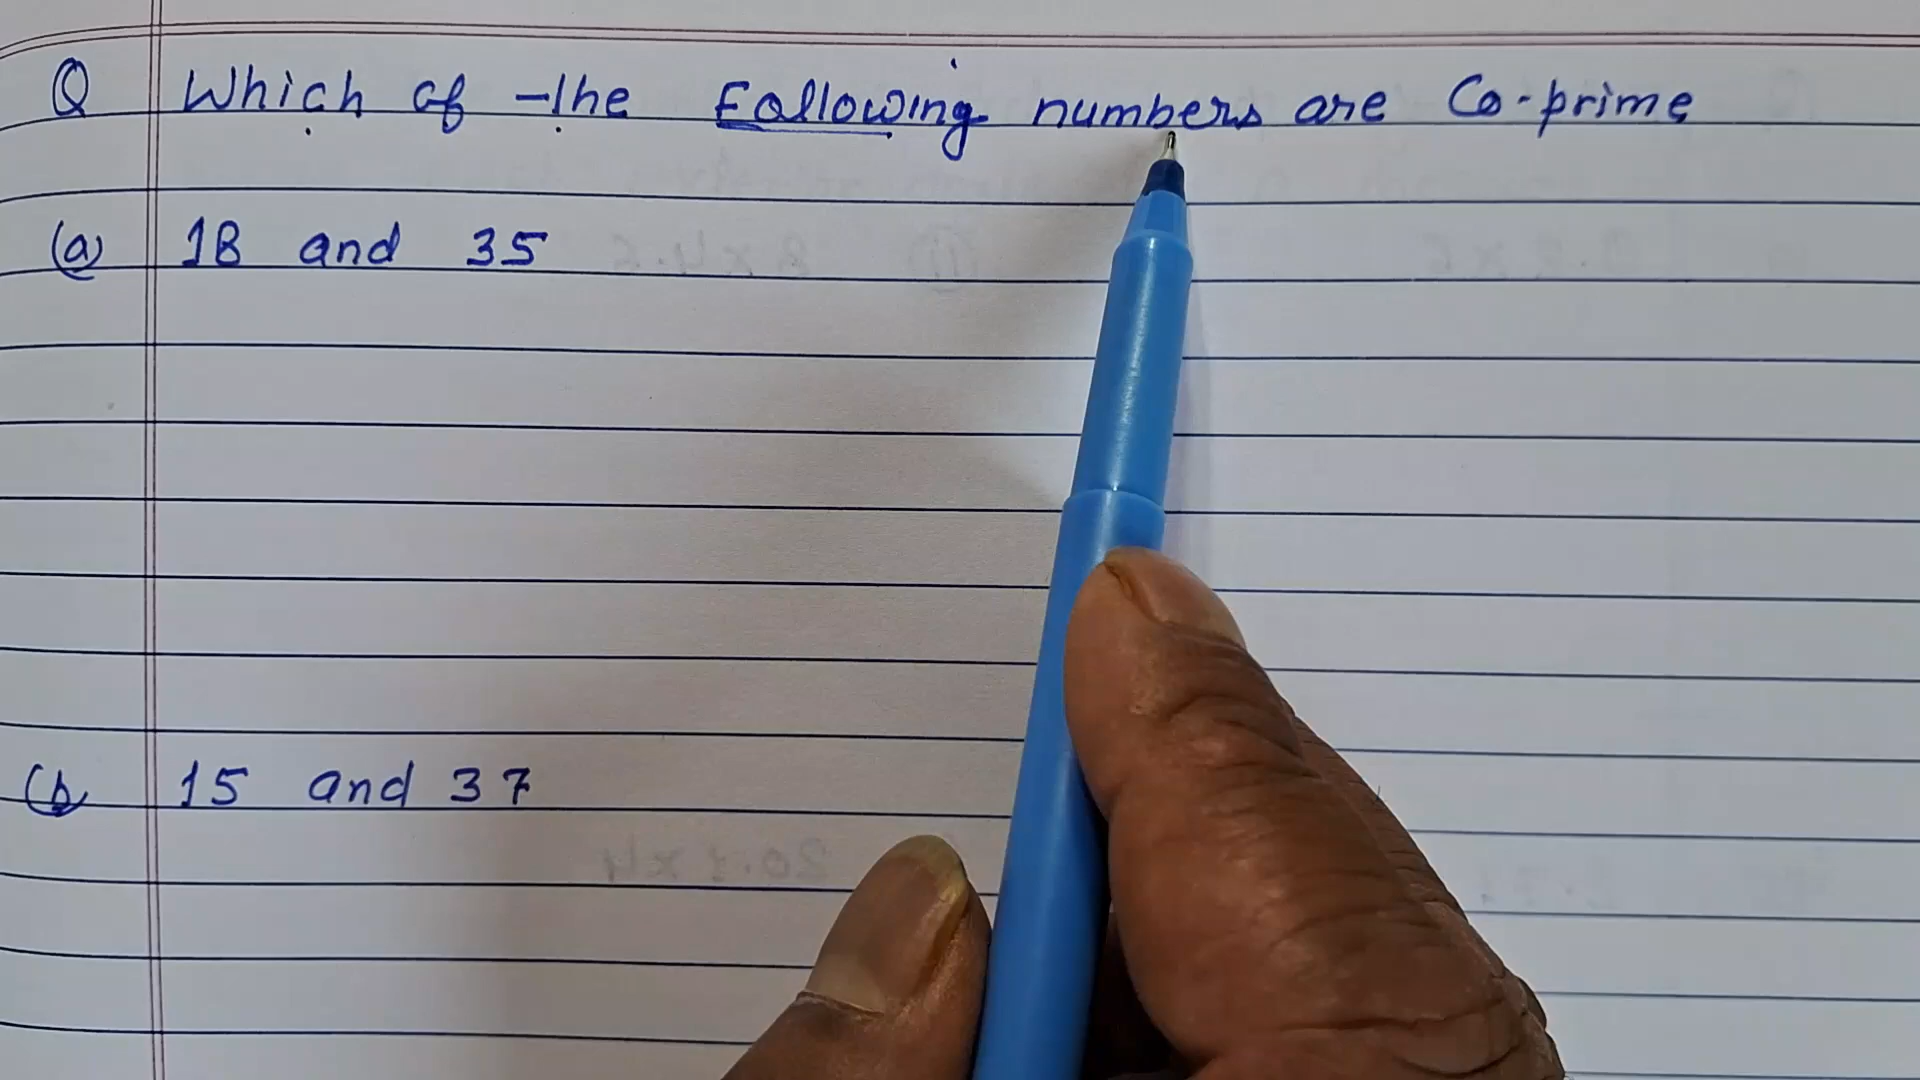 Q Which of the Following numbers are Co-prime
(a) 18 and 35
(b) 15 and 37